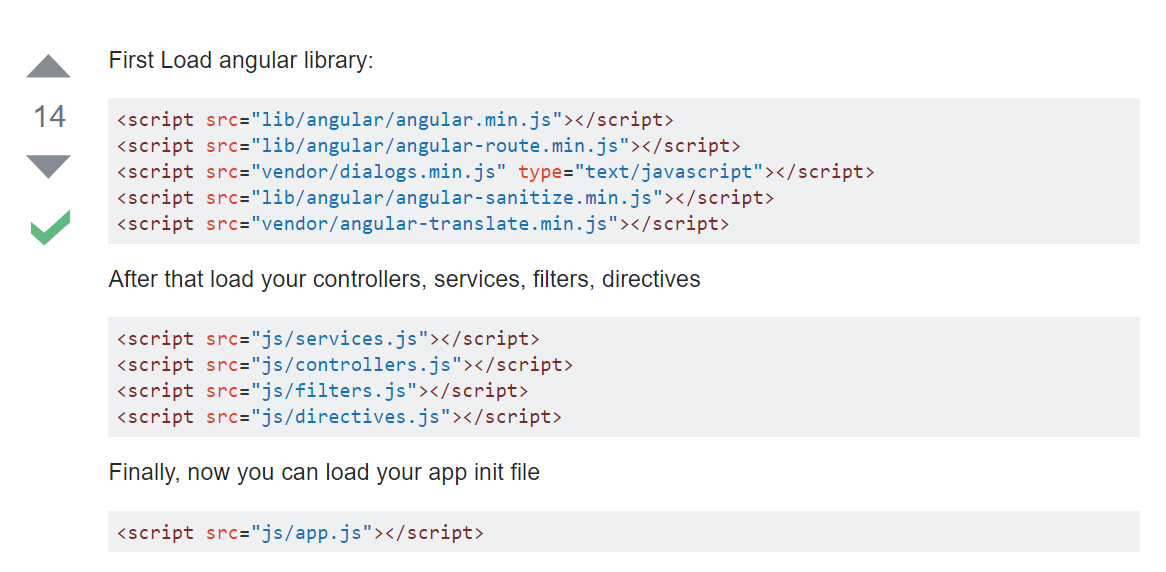 First Load angular library:
14
<script src="lib/angular/angular.min.js"></script>
<script src="lib/angular/angular-route.min.js"></script>
<script src="vendor/dialogs.min.js" type="text/javascript"></script>
<script src="lib/angular/angular-sanitize.min.js"></script>
<script src="vendor/angular-translate.min.js"></script>
After that load your controllers, services, filters, directives
<script src="js/services.js"></script>
<script src="js/controllers.js"></script>
<script src="js/filters.js"></script>
<script src="js/directives.js"></script>
Finally, now you can load your app init file
<script src="js/app.js"></script>